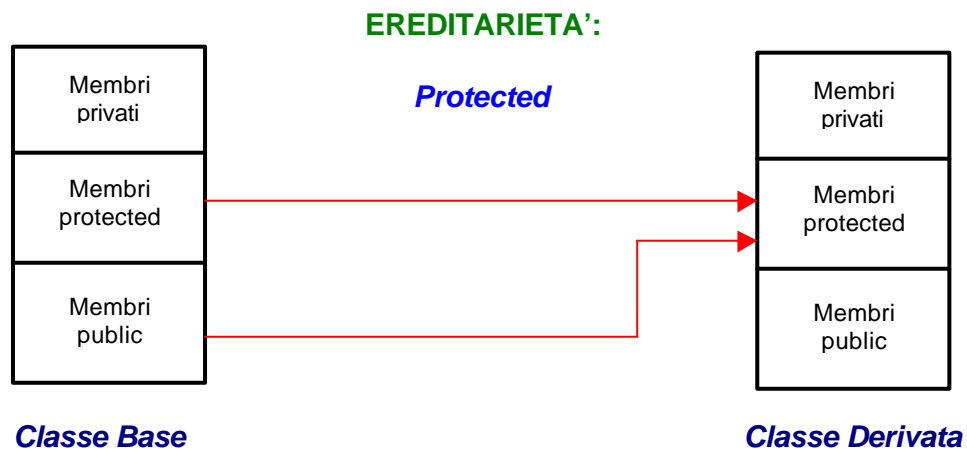 EREDITARIETA’:
Protected
Membri
privati
Membri
protected
Membri
public
Classe Base
Membri
privati
Membri
protected
Membri
public
Classe Derivata